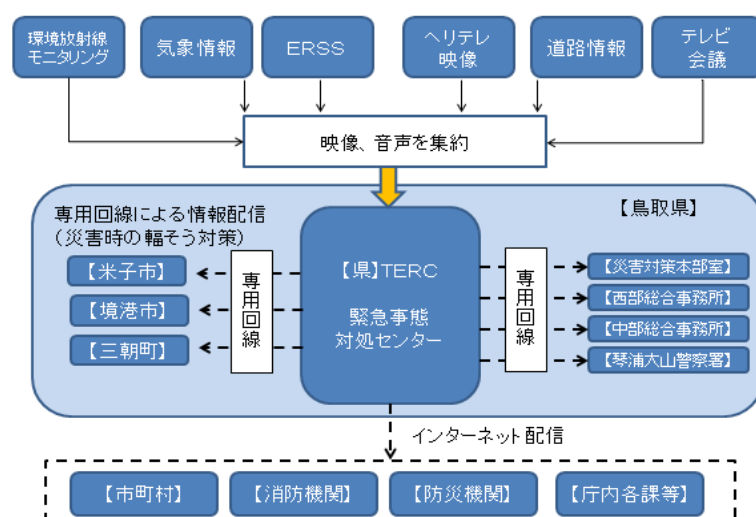 環境放射線
モニタリング
気象情報
ERSS
ヘリテレ
映像
道路情報
テレビ
会議
映像、音声を集約
専用回線による情報配信
(災害時の輻そう対策)
【鳥取県】
【米子市】
【境港市】
【三朝町】
専用回線
【県】TERC
緊急事態
対処センター
専用回線
【災害対策本部室】
【西部総合事務所】
【中部総合事務所】
【琴浦大山警察署】
インターネット配信
【市町村】
【消防機関】
【防災機関】
【庁内各課等】